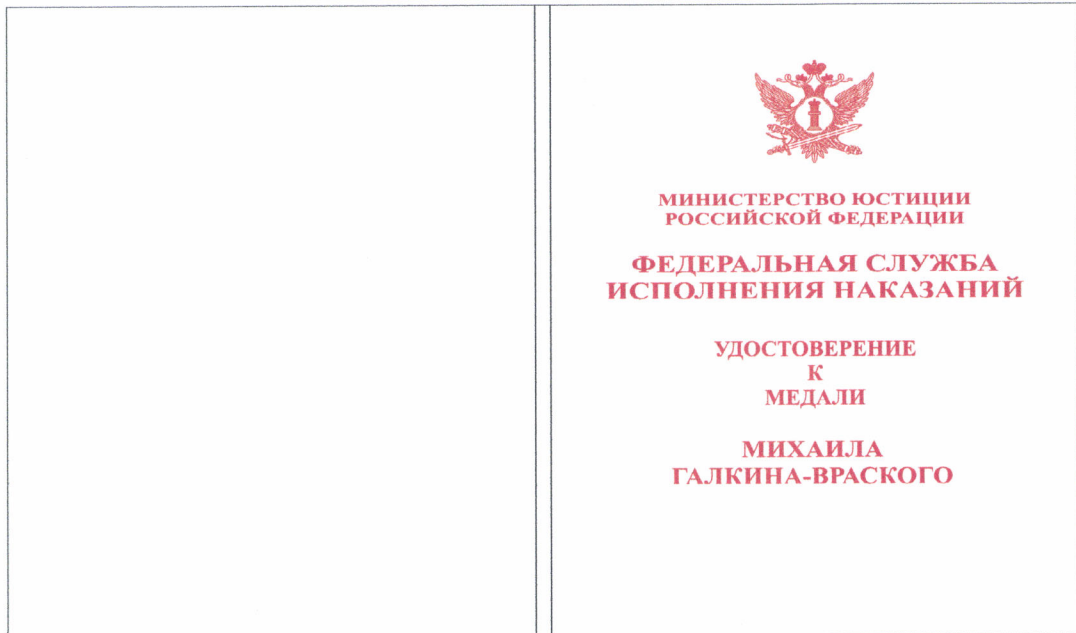 МИНИСТЕРСТВО ЮСТИЦИИ
РОССИЙСКОЙ ФЕДЕРАЦИИ
ФЕДЕРАЛЬНАЯ СЛУЖБА
ИСПОЛНЕНИЯ НАКАЗАНИЙ
УДОСТОВЕРЕНИЕ
К
МЕДАЛИ
МИХАИЛА
ГАЛКИНА-ВРАСКОГО